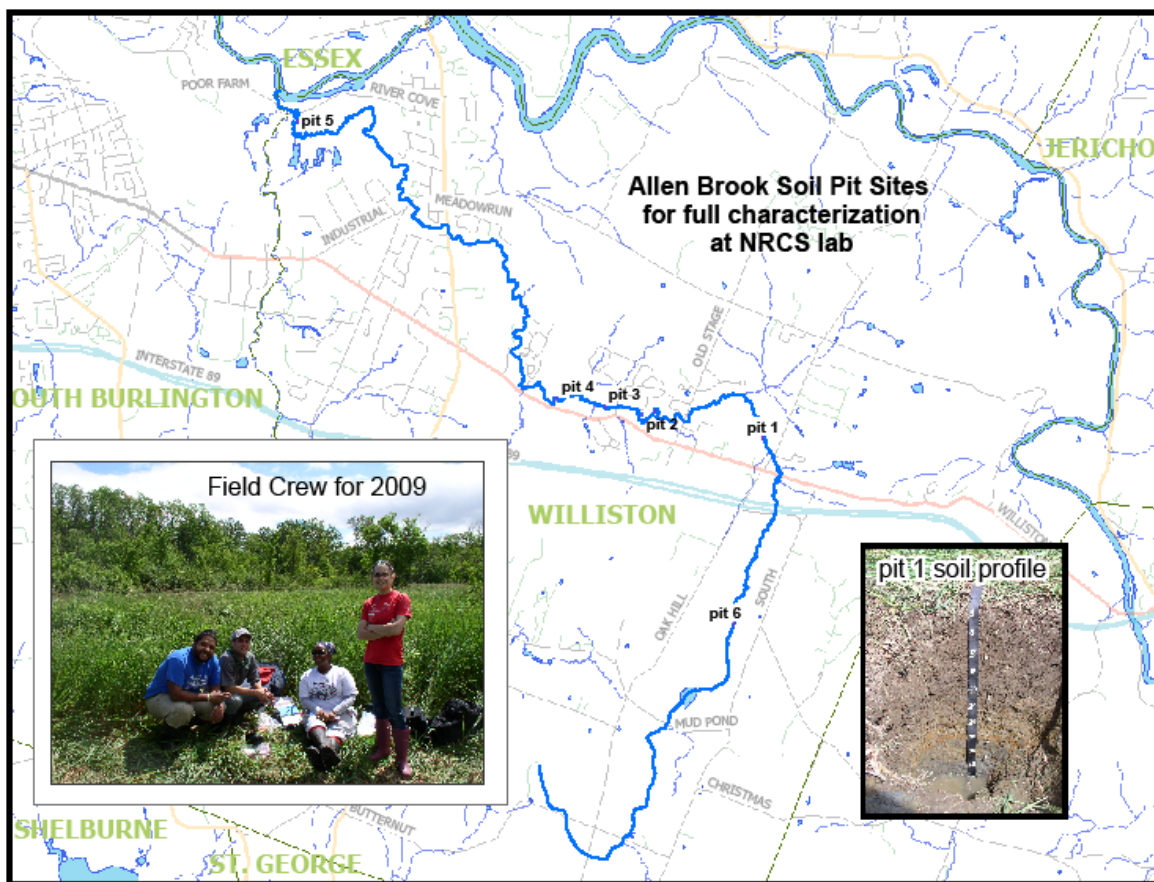 ESSEX
POOR FARM
RIVER COVE
pit 5
JERICHO
Allen Brook Soil Pit Sites
for full characterization
at NRCS lab
MEADOWRUN
INDUSTRIAL
OLD STAGE
INTERSTATE 89
OUTH BURLINGTON
pit 4
pit 3
pit 2
pit 1
89
Field Crew for 2009
WILLISTON
WILLISTON
pit 1 soil profile
pit 6
OAK HILL
SOUTH
MUD POND
CHRISTMAS
BUTTERNUT
SHELBURNE
ST. GEORGE